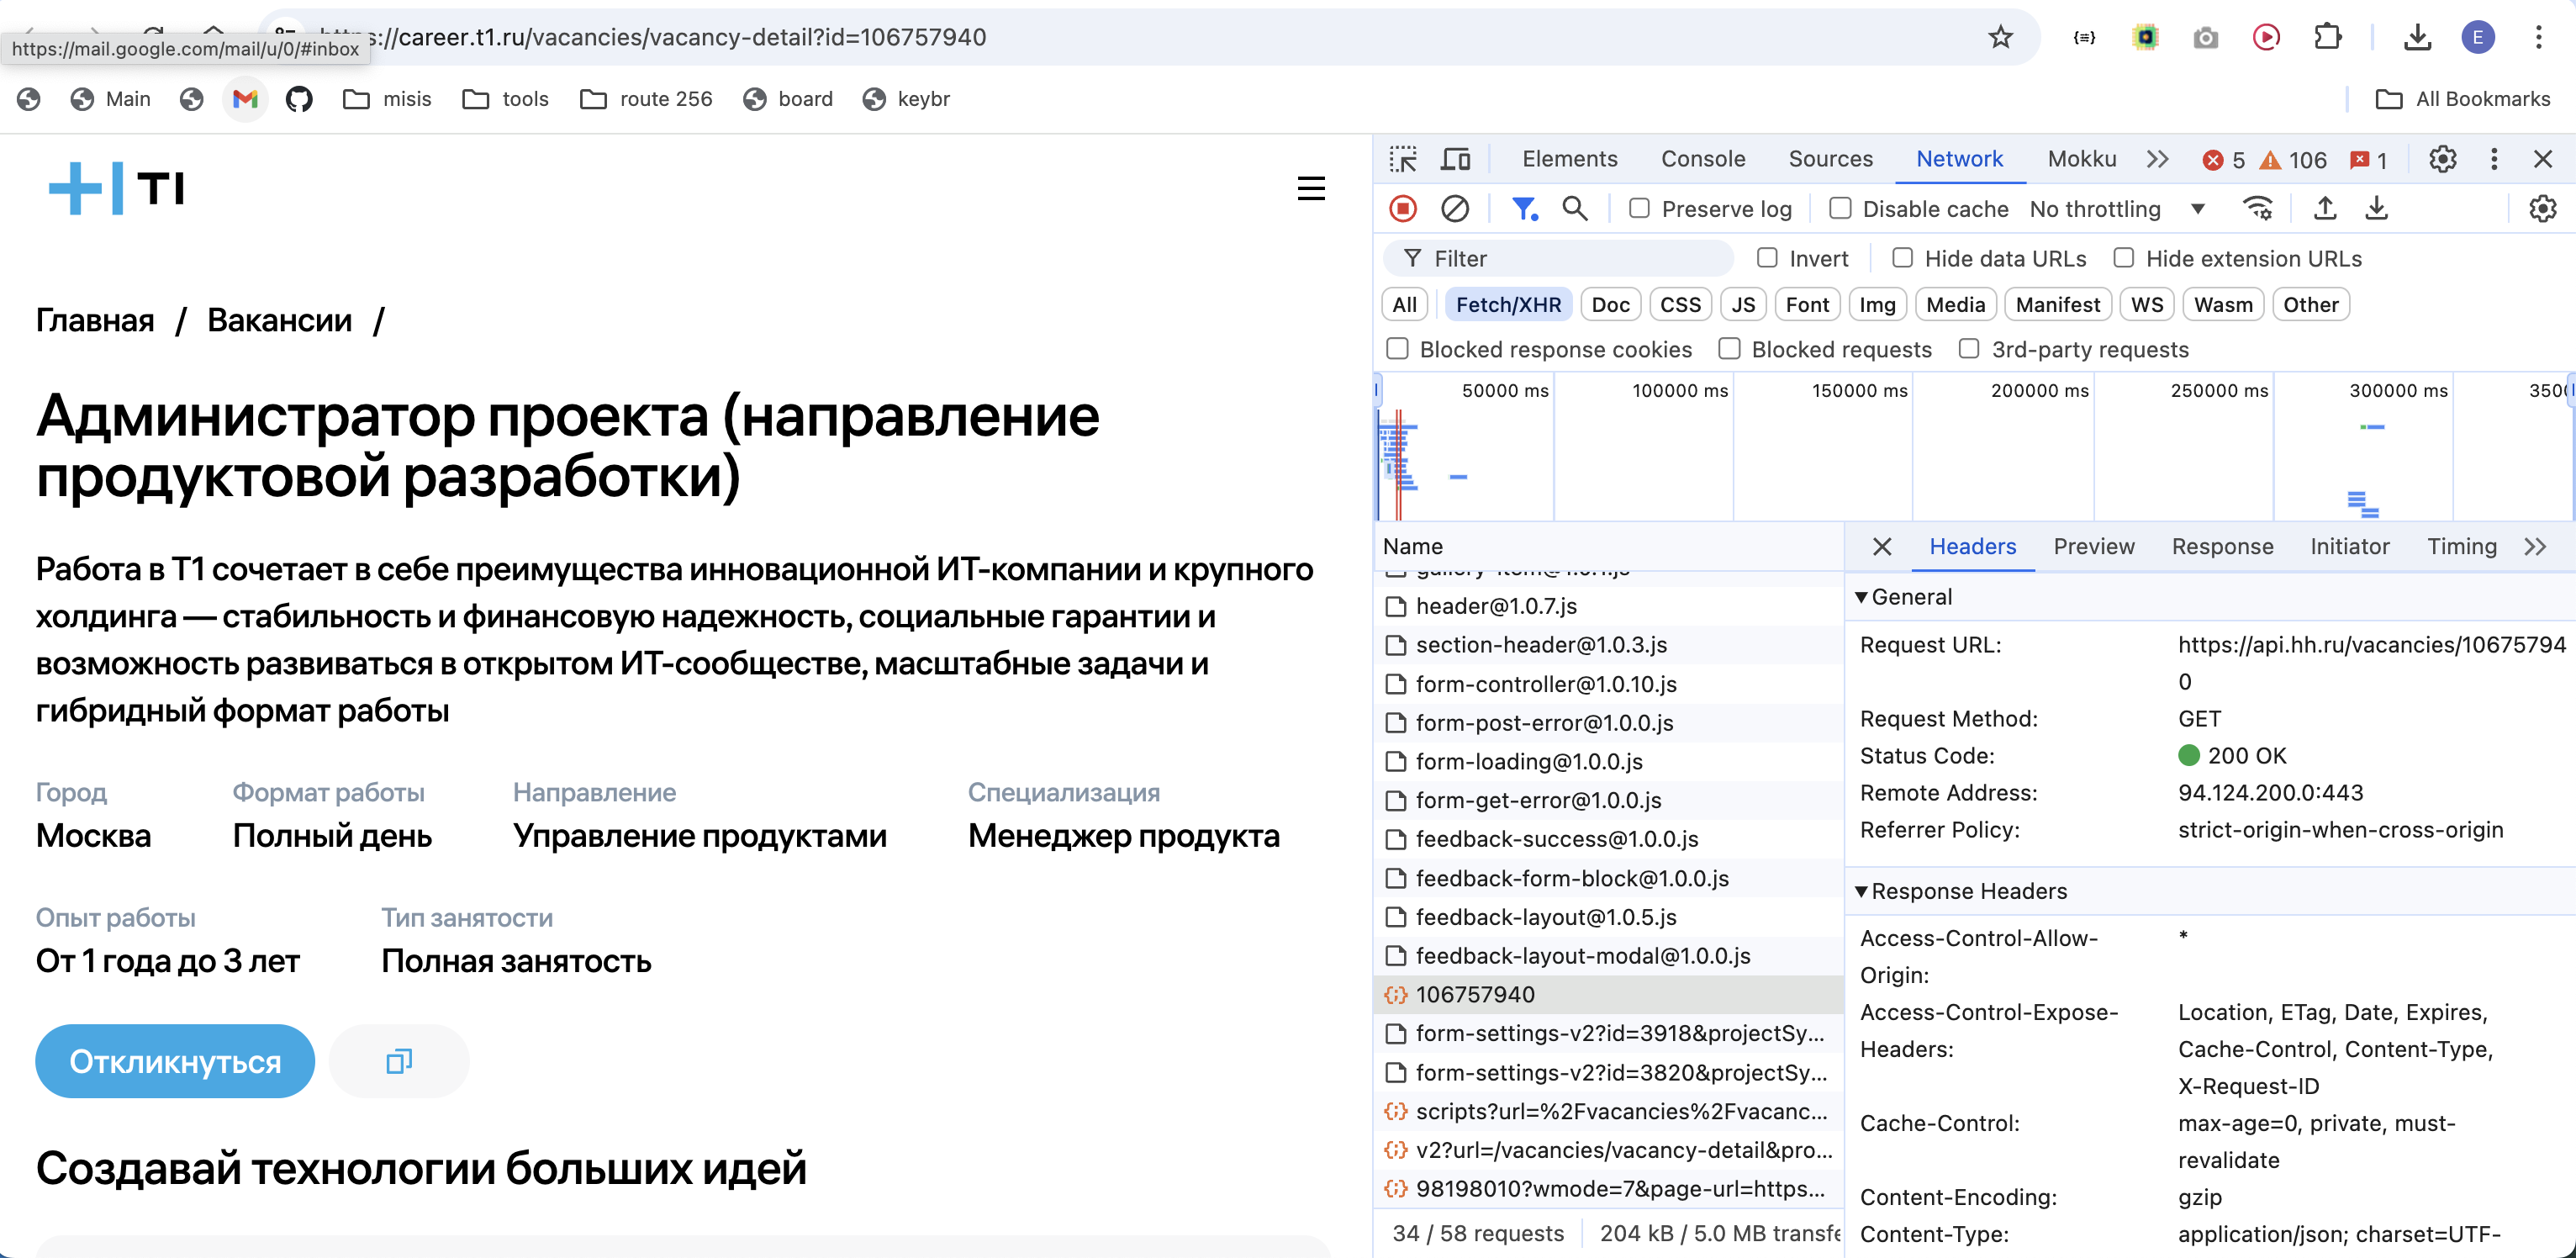 https://career.t1.ru/vacancies/vacancy-detail?id=106757940
https://mail.google.com/mail/u/0/#inbox
E
Main
misis
tools
route 256
board
keybr
All Bookmarks
T1
Главная / Вакансии /
Администратор проекта (направление
продуктовой разработки)
Работа в Т1 сочетает в себе преимущества инновационной ИТ-компании и крупного
холдинга — стабильность и финансовую надежность, социальные гарантии и
возможность развиваться в открытом ИТ-сообществе, масштабные задачи и
гибридный формат работы
Город
Москва
Формат работы
Полный день
Направление
Управление продуктами
Специализация
Менеджер продукта
Опыт работы
От 1 года до 3 лет
Тип занятости
Полная занятость
Откликнуться
Создавай технологии больших идей
Elements Console Sources Network Mokku 5 106 1
Preserve log Disable cache No throttling
Filter Invert Hide data URLs Hide extension URLs
All Fetch/XHR Doc CSS JS Font Img Media Manifest WS Wasm Other
Blocked response cookies Blocked requests 3rd-party requests
50000 ms 100000 ms 150000 ms 200000 ms 250000 ms 300000 ms
Name
header@1.0.7.js
section-header@1.0.3.js
form-controller@1.0.10.js
form-post-error@1.0.0.js
form-loading@1.0.0.js
form-get-error@1.0.0.js
feedback-success@1.0.0.js
feedback-form-block@1.0.0.js
feedback-layout@1.0.5.js
feedback-layout-modal@1.0.0.js
106757940
form-settings-v2?id=3918&projectSy...
form-settings-v2?id=3820&projectSy...
scripts?url=%2Fvacancies%2Fvacanc...
v2?url=/vacancies/vacancy-detail&pro...
98198010?wmode=7&page-url=https...
34 / 58 requests 204 kB / 5.0 MB transfe
Headers Preview Response Initiator Timing
General
Request URL: https://api.hh.ru/vacancies/10675794
0
Request Method: GET
Status Code: 200 OK
Remote Address: 94.124.200.0:443
Referrer Policy: strict-origin-when-cross-origin
Response Headers
Access-Control-Allow- *
Origin:
Access-Control-Expose- Location, ETag, Date, Expires,
Headers: Cache-Control, Content-Type,
X-Request-ID
Cache-Control: max-age=0, private, must-
revalidate
Content-Encoding: gzip
Content-Type: application/json; charset=UTF-